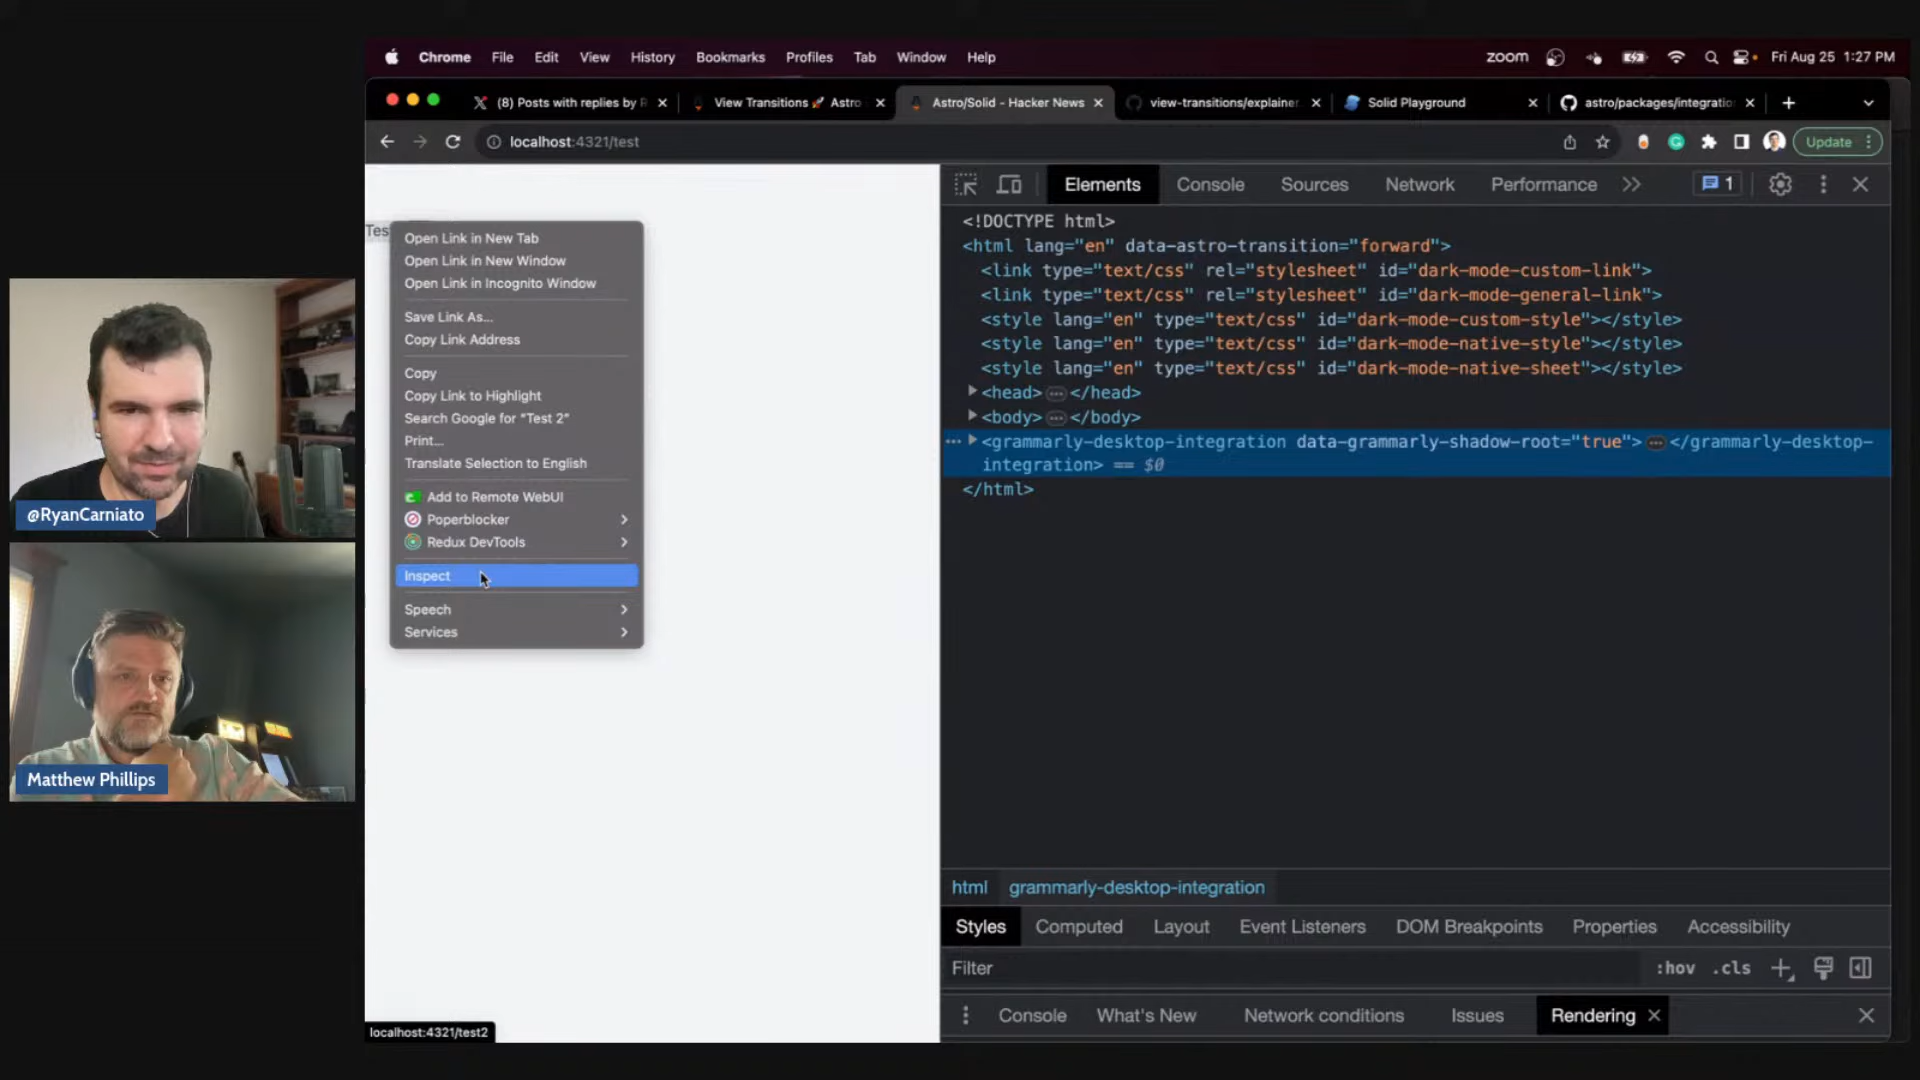 Chrome File Edit View History Bookmarks Profiles Tab Window Help zoom Fri Aug 25 1:27 PM
(8) Posts with replies by R View Transitions 🚀 Astro Astro/Solid - Hacker News view-transitions/explainer Solid Playground astro/packages/integratio
localhost:4321/test Update
Elements Console Sources Network Performance 1
Tes
Open Link in New Tab
Open Link in New Window
Open Link in Incognito Window
Save Link As...
Copy Link Address
Copy
Copy Link to Highlight
Search Google for "Test 2"
Print...
Translate Selection to English
Add to Remote WebUI
Poperblocker
Redux DevTools
Inspect
Speech
Services
localhost:4321/test2
<!DOCTYPE html>
<html lang="en" data-astro-transition="forward">
<link type="text/css" rel="stylesheet" id="dark-mode-custom-link">
<link type="text/css" rel="stylesheet" id="dark-mode-general-link">
<style lang="en" type="text/css" id="dark-mode-custom-style"></style>
<style lang="en" type="text/css" id="dark-mode-native-style"></style>
<style lang="en" type="text/css" id="dark-mode-native-sheet"></style>
<head> … </head>
<body> … </body>
<grammarly-desktop-integration data-grammarly-shadow-root="true"> … </grammarly-desktop-
integration> == $0
</html>
html grammarly-desktop-integration
Styles Computed Layout Event Listeners DOM Breakpoints Properties Accessibility
Filter :hov .cls
Console What's New Network conditions Issues Rendering
@RyanCarniato
Matthew Phillips